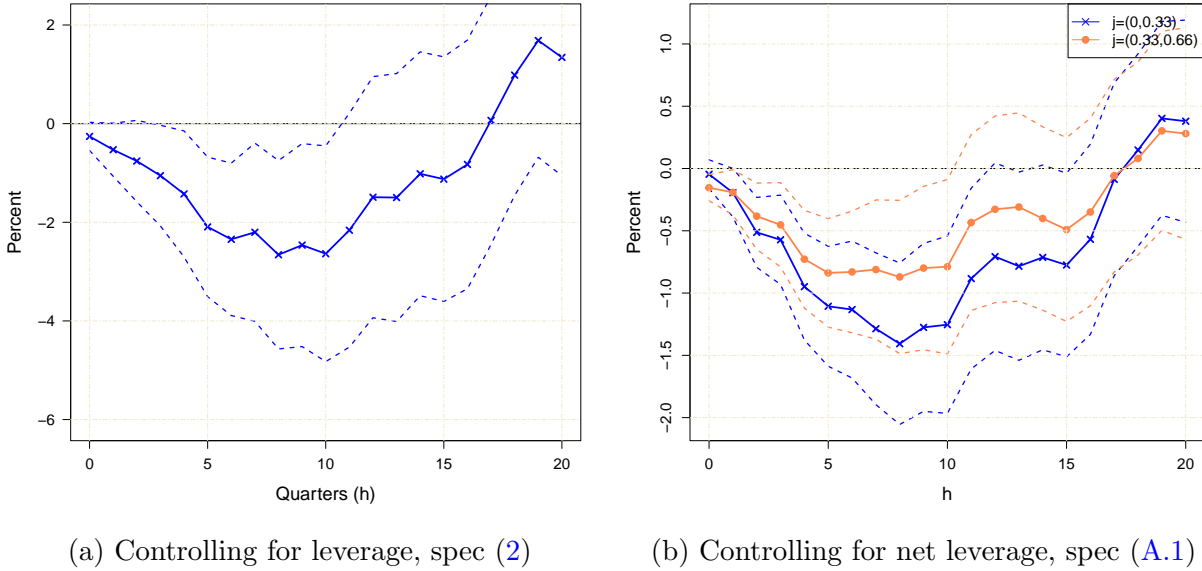 2
0
−2
−4
−6
Percent
0 5 10 15 20
Quarters (h)
(a) Controlling for leverage, spec (2)
j=(0,0.33)
j=(0.33,0.66)
1.0
0.5
0.0
−0.5
−1.0
−1.5
−2.0
Percent
0 5 10 15 20
h
(b) Controlling for net leverage, spec (A.1)